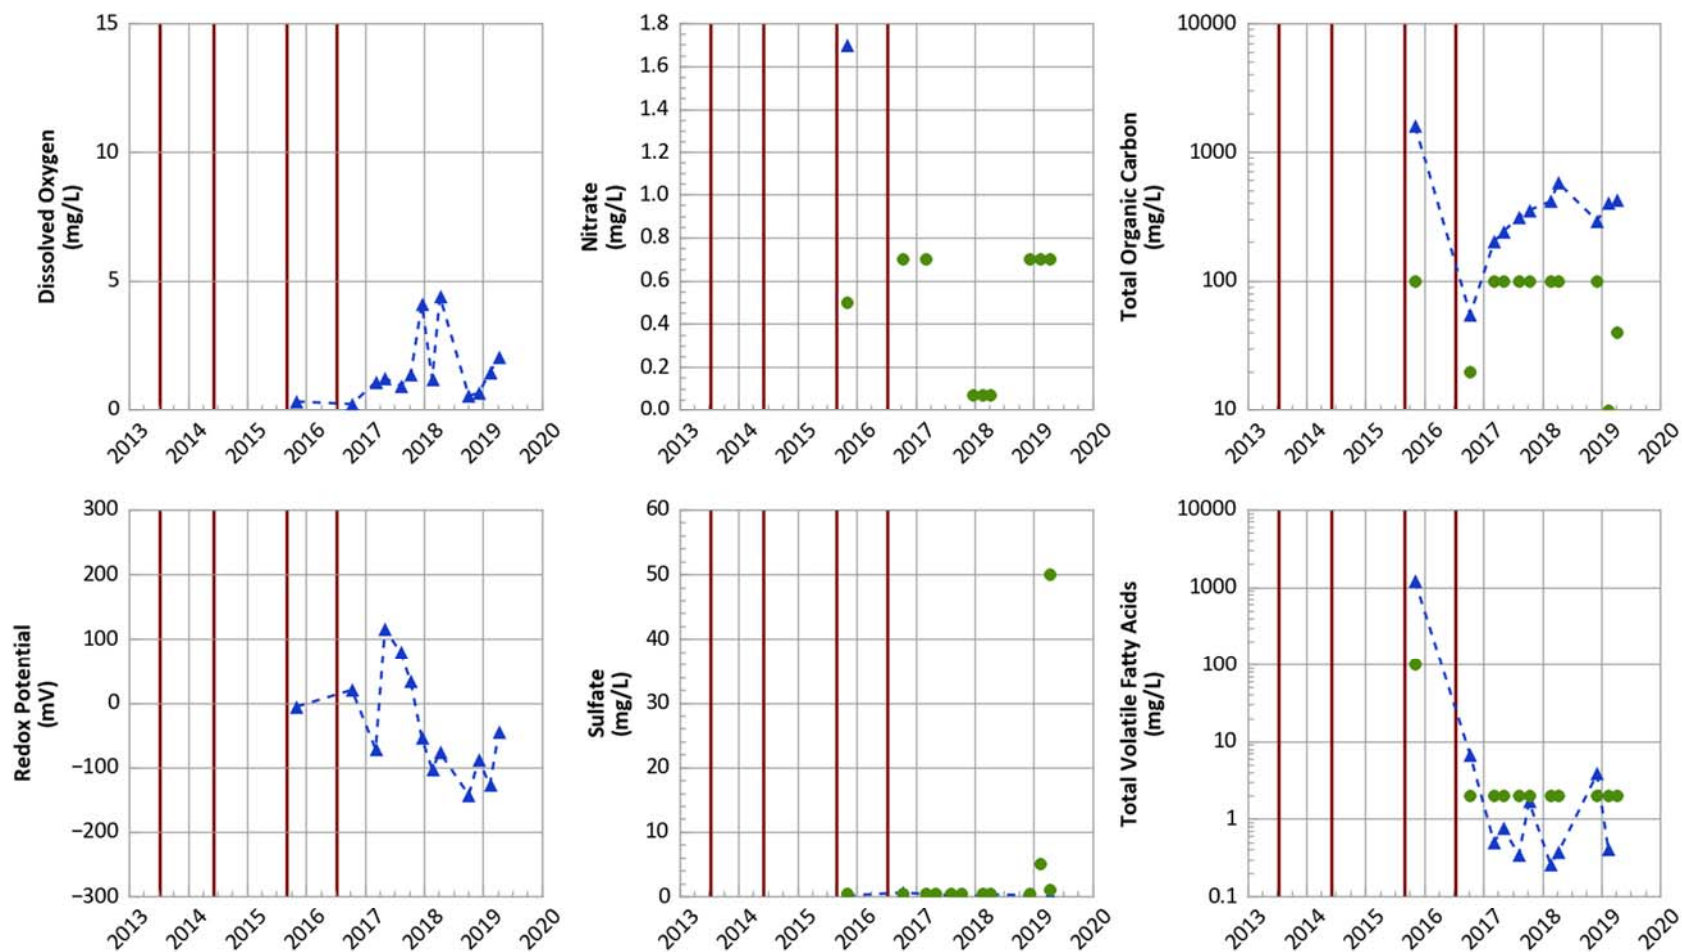 Dissolved Oxygen
(mg/L)
15
10
5
0
2013 2014 2015 2016 2017 2018 2019 2020
Nitrate
(mg/L)
1.8
1.6
1.4
1.2
1.0
0.8
0.6
0.4
0.2
0.0
2013 2014 2015 2016 2017 2018 2019 2020
Total Organic Carbon
(mg/L)
10000
1000
100
10
2013 2014 2015 2016 2017 2018 2019 2020
Redox Potential
(mV)
300
200
100
0
−100
−200
−300
2013 2014 2015 2016 2017 2018 2019 2020
Sulfate
(mg/L)
60
50
40
30
20
10
0
2013 2014 2015 2016 2017 2018 2019 2020
Total Volatile Fatty Acids
(mg/L)
10000
1000
100
10
1
0.1
2013 2014 2015 2016 2017 2018 2019 2020